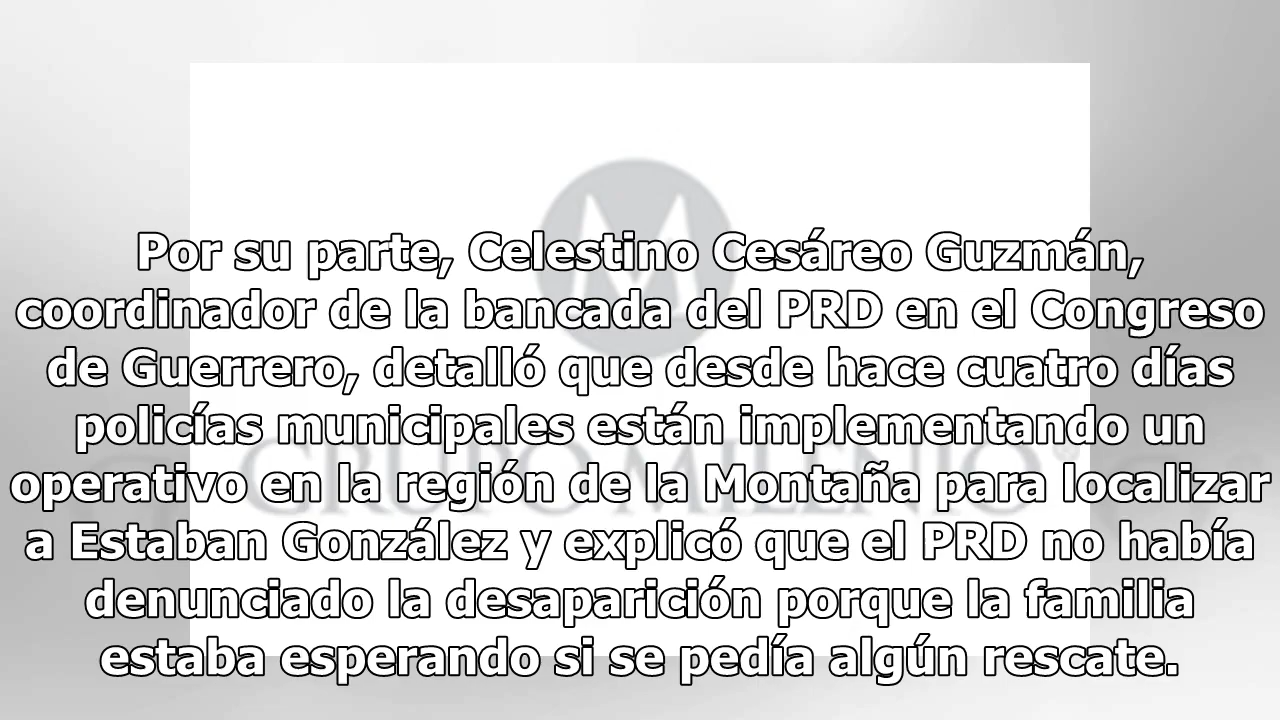 Por su parte, Celestino Cesáreo Guzmán,
coordinador de la bancada del PRD en el Congreso
de Guerrero, detalló que desde hace cuatro días
policías municipales están implementando un
operativo en la región de la Montaña para localizar
a Estaban González y explicó que el PRD no había
denunciado la desaparición porque la familia
estaba esperando si se pedía algún rescate.
M
GRUPO MILENIO®